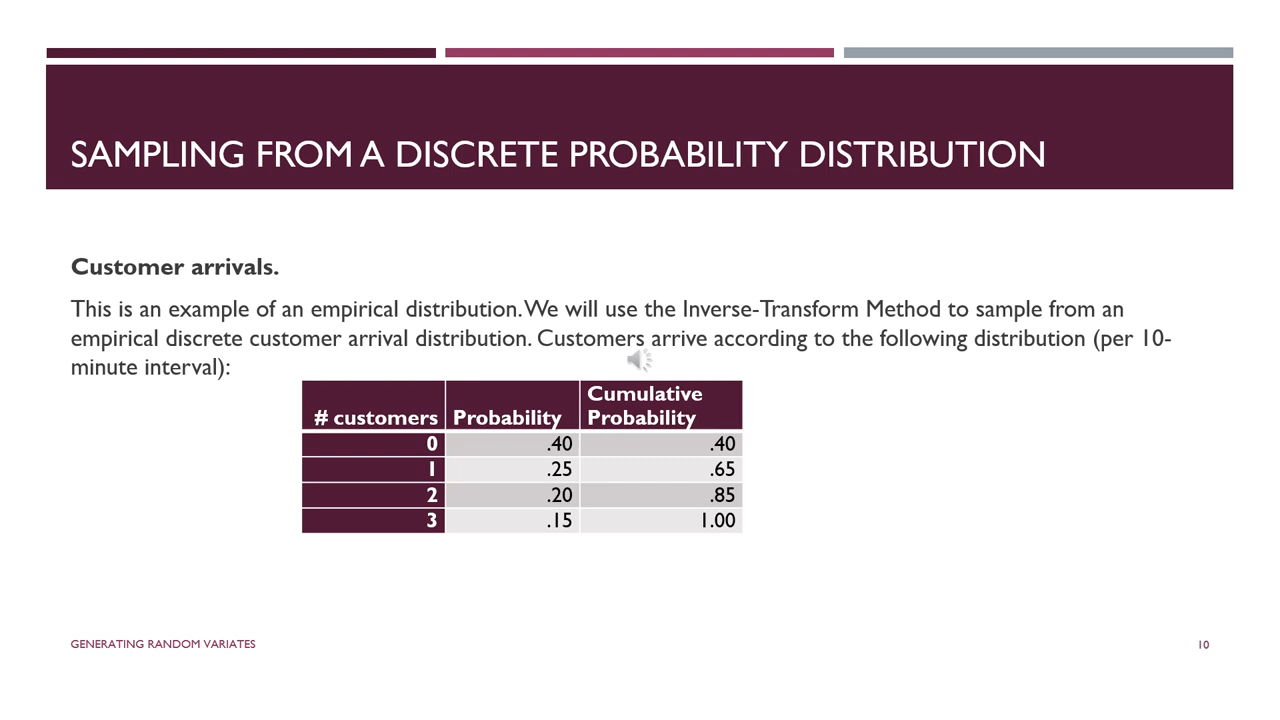 SAMPLING FROM A DISCRETE PROBABILITY DISTRIBUTION
Customer arrivals.
This is an example of an empirical distribution. We will use the Inverse-Transform Method to sample from an
empirical discrete customer arrival distribution. Customers arrive according to the following distribution (per 10-
minute interval):
# customers Probability Cumulative Probability
0 .40 .40
1 .25 .65
2 .20 .85
3 .15 1.00
GENERATING RANDOM VARIATES 10